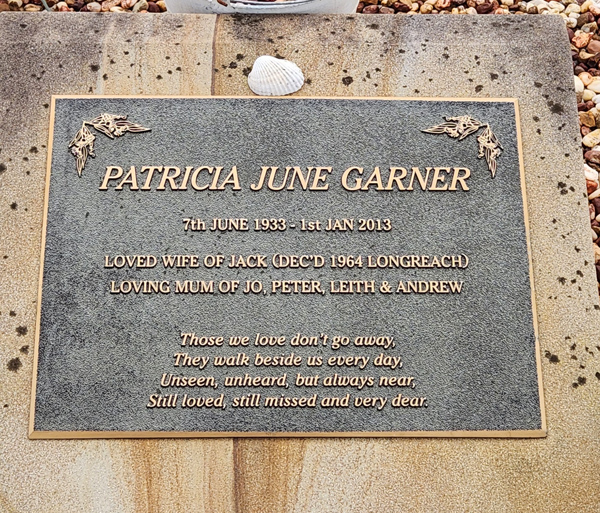 PATRICIA JUNE GARNER
7th JUNE 1933 - 1st JAN 2013
LOVED WIFE OF JACK (DEC'D 1964 LONGREACH)
LOVING MUM OF JO, PETER, LEITH & ANDREW
Those we love don't go away,
They walk beside us every day,
Unseen, unheard, but always near,
Still loved, still missed and very dear.